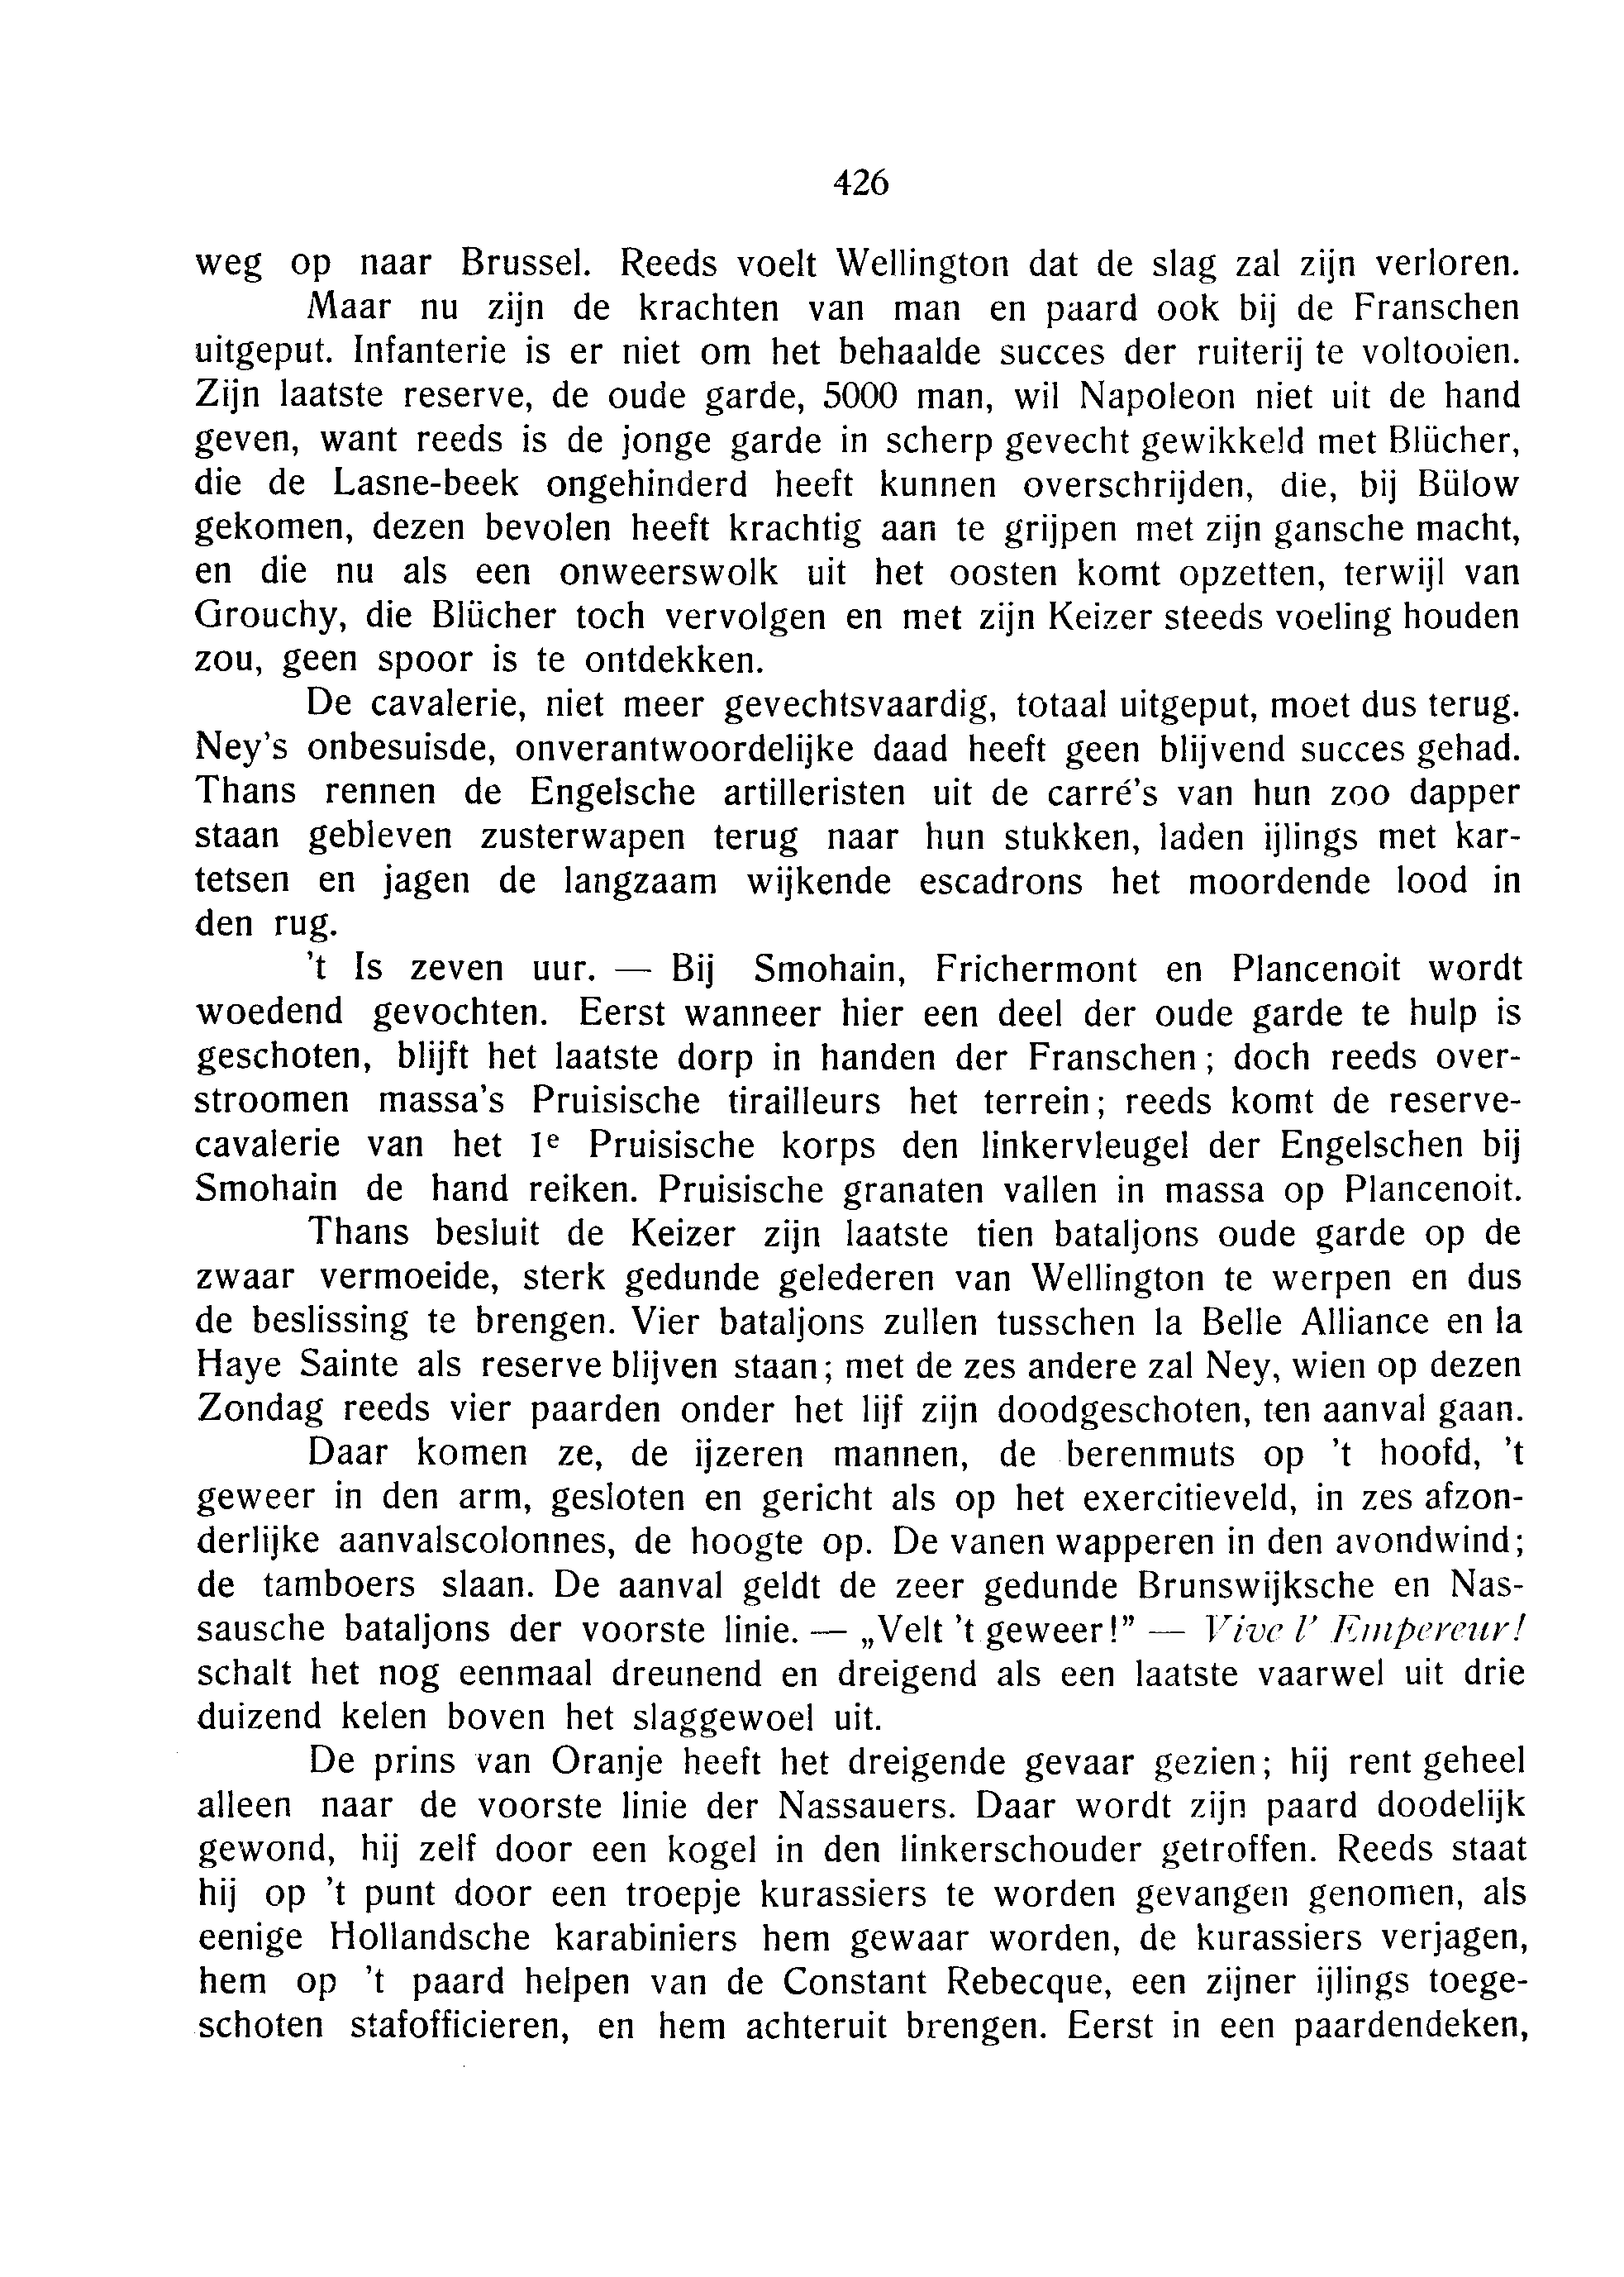 426
weg op naar Brussel. Reeds voelt Wellington dat de slag zal zijn verloren.
Maar nu zijn de krachten van man en paard ook bij de Franschen
uitgeput. Infanterie is er niet om het behaalde succes der ruiterij te voltooien.
Zijn laatste reserve, de oude garde, 5000 man, wil Napoleon niet uit de hand
geven, want reeds is de jonge garde in scherp gevecht gewikkeld met Blücher,
die de Lasne-beek ongehinderd heeft kunnen overschrijden, die, bij Bülow
gekomen, dezen bevolen heeft krachtig aan te grijpen met zijn gansche macht,
en die nu als een onweerswolk uit het oosten komt opzetten, terwijl van
Grouchy, die Blücher toch vervolgen en met zijn Keizer steeds voeling houden
zou, geen spoor is te ontdekken.
De cavalerie, niet meer gevechtsvaardig, totaal uitgeput, moet dus terug.
Ney's onbesuisde, onverantwoordelijke daad heeft geen blijvend succes gehad.
Thans rennen de Engelsche artilleristen uit de carré's van hun zoo dapper
staan gebleven zusterwapen terug naar hun stukken, laden ijlings met kar-
tetsen en jagen de langzaam wijkende escadrons het moordende lood in
den rug.
't Is zeven uur. — Bij Smohain, Frichermont en Plancenoit wordt
woedend gevochten. Eerst wanneer hier een deel der oude garde te hulp is
geschoten, blijft het laatste dorp in handen der Franschen; doch reeds over-
stroomen massa's Pruisische tirailleurs het terrein; reeds komt de reserve-
cavalerie van het 1e Pruisische korps den linkervleugel der Engelschen bij
Smohain de hand reiken. Pruisische granaten vallen in massa op Plancenoit.
Thans besluit de Keizer zijn laatste tien bataljons oude garde op de
zwaar vermoeide, sterk gedunde gelederen van Wellington te werpen en dus
de beslissing te brengen. Vier bataljons zullen tusschen la Belle Alliance en la
Haye Sainte als reserve blijven staan; met de zes andere zal Ney, wien op dezen
Zondag reeds vier paarden onder het lijf zijn doodgeschoten, ten aanval gaan.
Daar komen ze, de ijzeren mannen, de berenmuts op 't hoofd, 't
geweer in den arm, gesloten en gericht als op het exercitieveld, in zes afzon-
derlijke aanvalscolonnes, de hoogte op. De vanen wapperen in den avondwind;
de tamboers slaan. De aanval geldt de zeer gedunde Brunswijksche en Nas-
sausche bataljons der voorste linie. — „Velt 't geweer!” — Vive l' Empereur!
schalt het nog eenmaal dreunend en dreigend als een laatste vaarwel uit drie
duizend kelen boven het slaggewoel uit.
De prins van Oranje heeft het dreigende gevaar gezien; hij rent geheel
alleen naar de voorste linie der Nassauers. Daar wordt zijn paard doodelijk
gewond, hij zelf door een kogel in den linkerschouder getroffen. Reeds staat
hij op 't punt door een troepje kurassiers te worden gevangen genomen, als
eenige Hollandsche karabiniers hem gewaar worden, de kurassiers verjagen,
hem op 't paard helpen van de Constant Rebecque, een zijner ijlings toege-
schoten stafofficieren, en hem achteruit brengen. Eerst in een paardendeken,